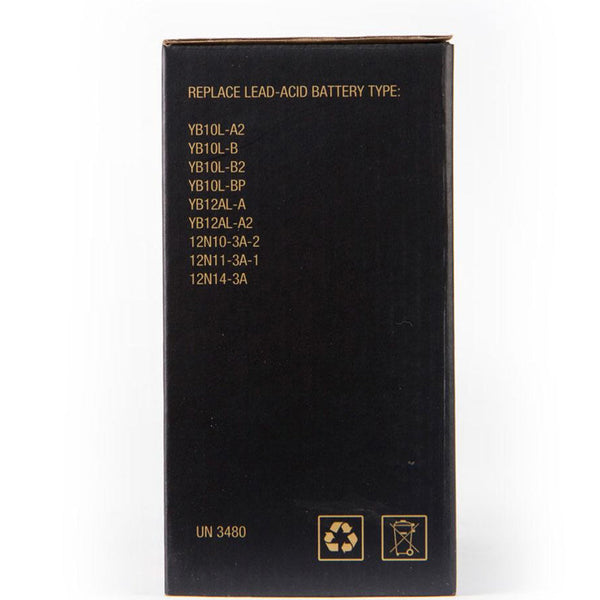 REPLACE LEAD-ACID BATTERY TYPE:
YB10L-A2
YB10L-B
YB10L-B2
YB10L-BP
YB12AL-A
YB12AL-A2
12N10-3A-2
12N11-3A-1
12N14-3A
UN 3480